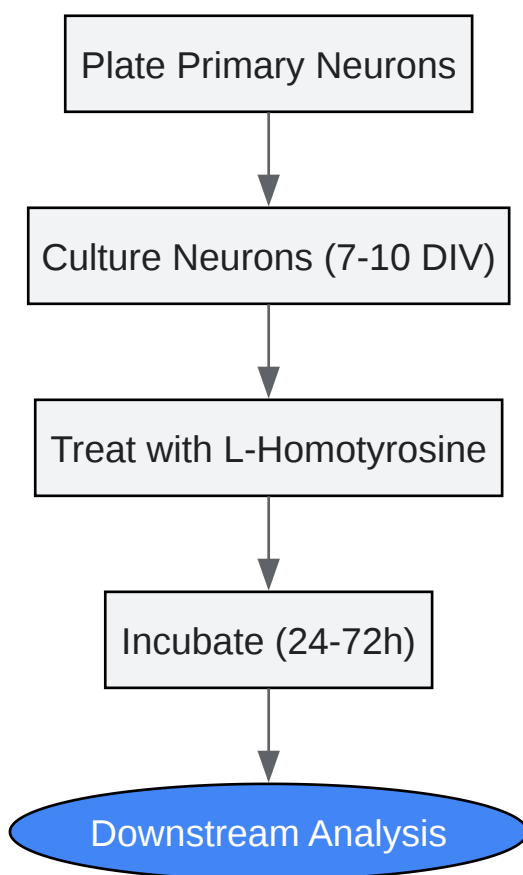 Plate Primary Neurons
Culture Neurons (7-10 DIV)
Treat with L-Homotyrosine
Incubate (24-72h)
Downstream Analysis